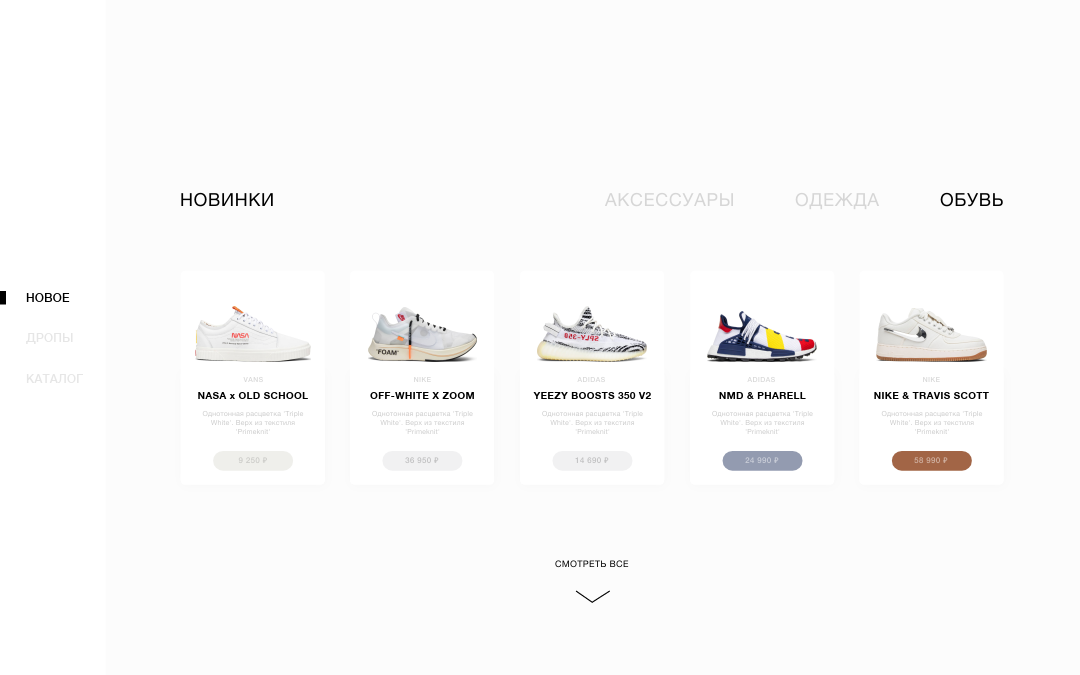 НОВИНКИ
АКСЕССУАРЫ
ОДЕЖДА
ОБУВЬ
НОВОЕ
ДРОПЫ
КАТАЛОГ
NASA
VANS
NASA x OLD SCHOOL
Однотонная расцветка 'Triple
White'. Верх из текстиля
'Primeknit'
9 250 ₽
"FOAM"
NIKE
OFF-WHITE X ZOOM
Однотонная расцветка 'Triple
White'. Верх из текстиля
'Primeknit'
36 950 ₽
SPLY-350
ADIDAS
YEEZY BOOSTS 350 V2
Однотонная расцветка 'Triple
White'. Верх из текстиля
'Primeknit'
14 690 ₽
ADIDAS
NMD & PHARELL
Однотонная расцветка 'Triple
White'. Верх из текстиля
'Primeknit'
24 990 ₽
NIKE
NIKE & TRAVIS SCOTT
Однотонная расцветка 'Triple
White'. Верх из текстиля
'Primeknit'
58 990 ₽
СМОТРЕТЬ ВСЕ